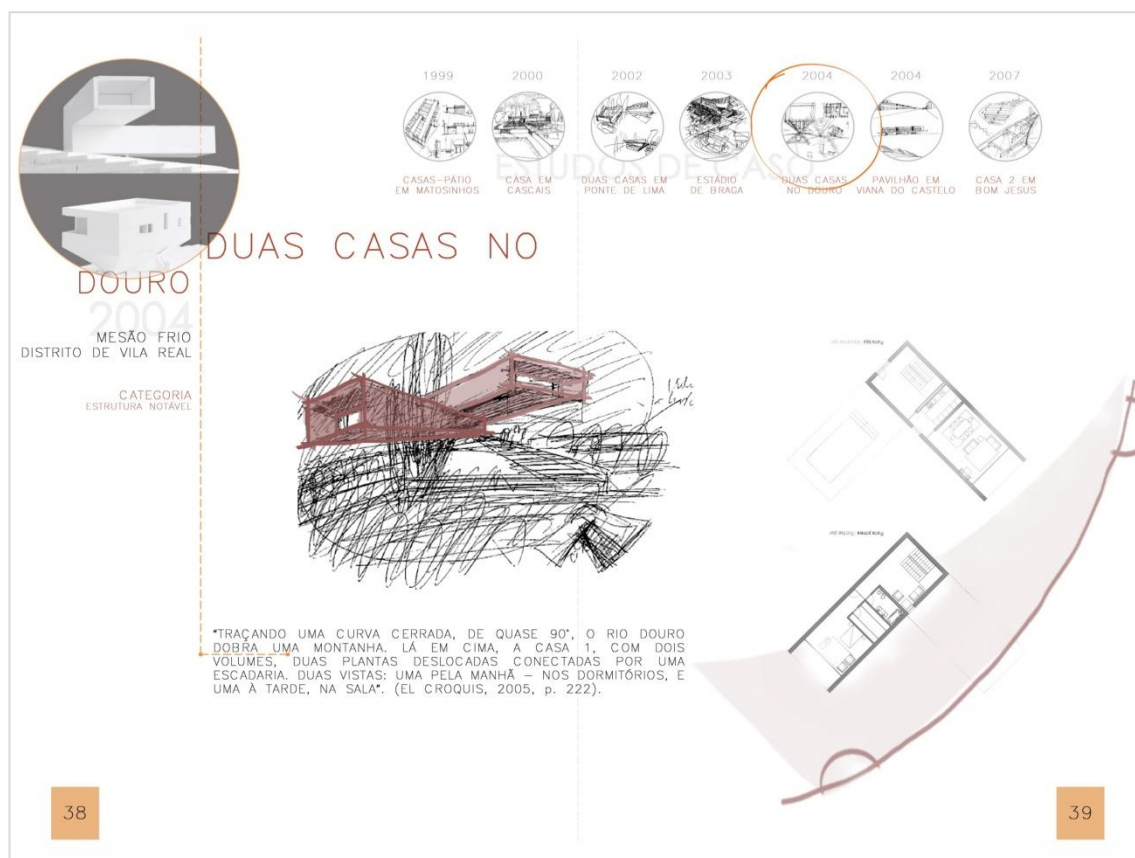 1999 2000 2002 2003 2004 2004 2007
ESTUDOS DE CASO
CASAS-PÁTIO
EM MATOSINHOS
CASA EM
CASCAIS
DUAS CASAS EM
PONTE DE LIMA
ESTÁDIO
DE BRAGA
DUAS CASAS
NO DOURO
PAVILHÃO EM
VIANA DO CASTELO
CASA 2 EM
BOM JESUS
DUAS CASAS NO
DOURO
2004
MESÃO FRIO
DISTRITO DE VILA REAL
CATEGORIA
ESTRUTURA NOTÁVEL
"TRAÇANDO UMA CURVA CERRADA, DE QUASE 90°, O RIO DOURO
DOBRA UMA MONTANHA. LÁ EM CIMA, A CASA 1, COM DOIS
VOLUMES, DUAS PLANTAS DESLOCADAS CONECTADAS POR UMA
ESCADARIA. DUAS VISTAS: UMA PELA MANHÃ – NOS DORMITÓRIOS, E
UMA À TARDE, NA SALA". (EL CROQUIS, 2005, p. 222).
38
39